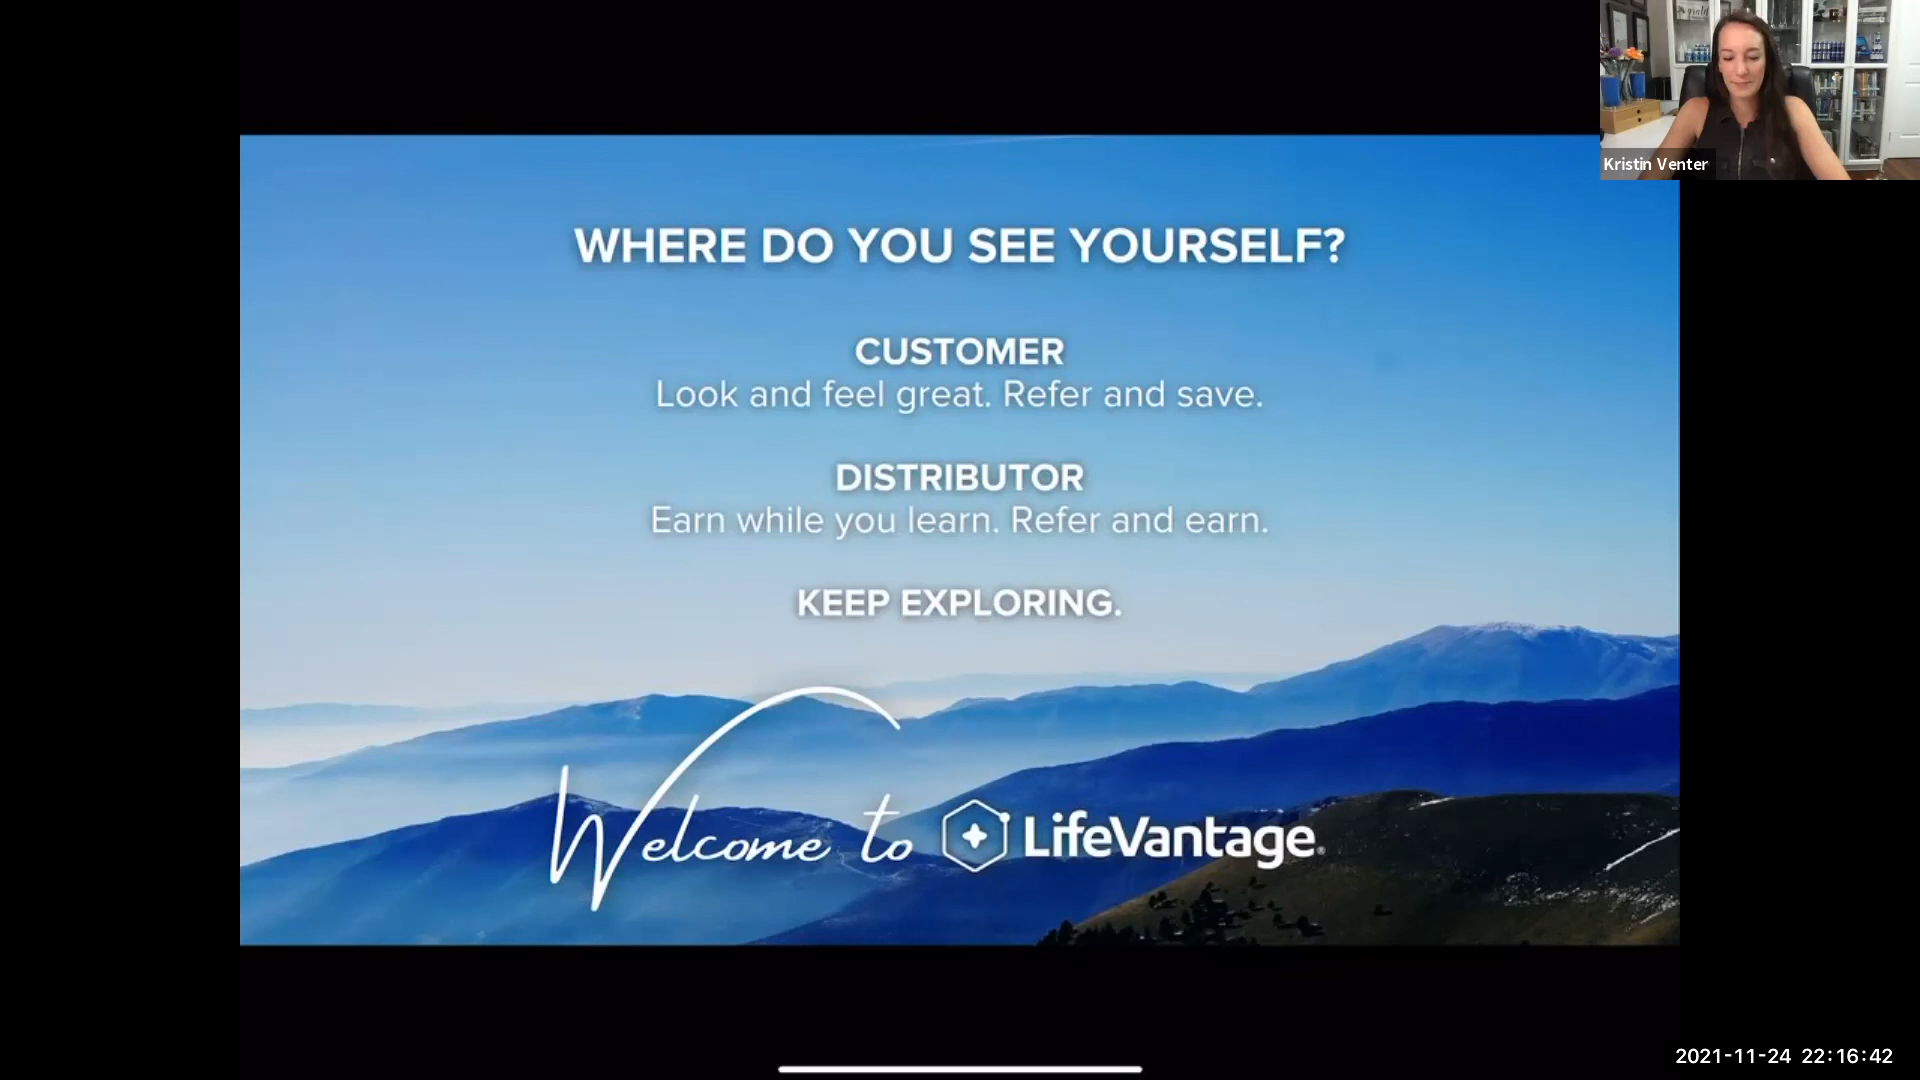 WHERE DO YOU SEE YOURSELF?
CUSTOMER
Look and feel great. Refer and save.
DISTRIBUTOR
Earn while you learn. Refer and earn.
KEEP EXPLORING.
Welcome to LifeVantage
Kristin Venter
2021-11-24 22:16:42